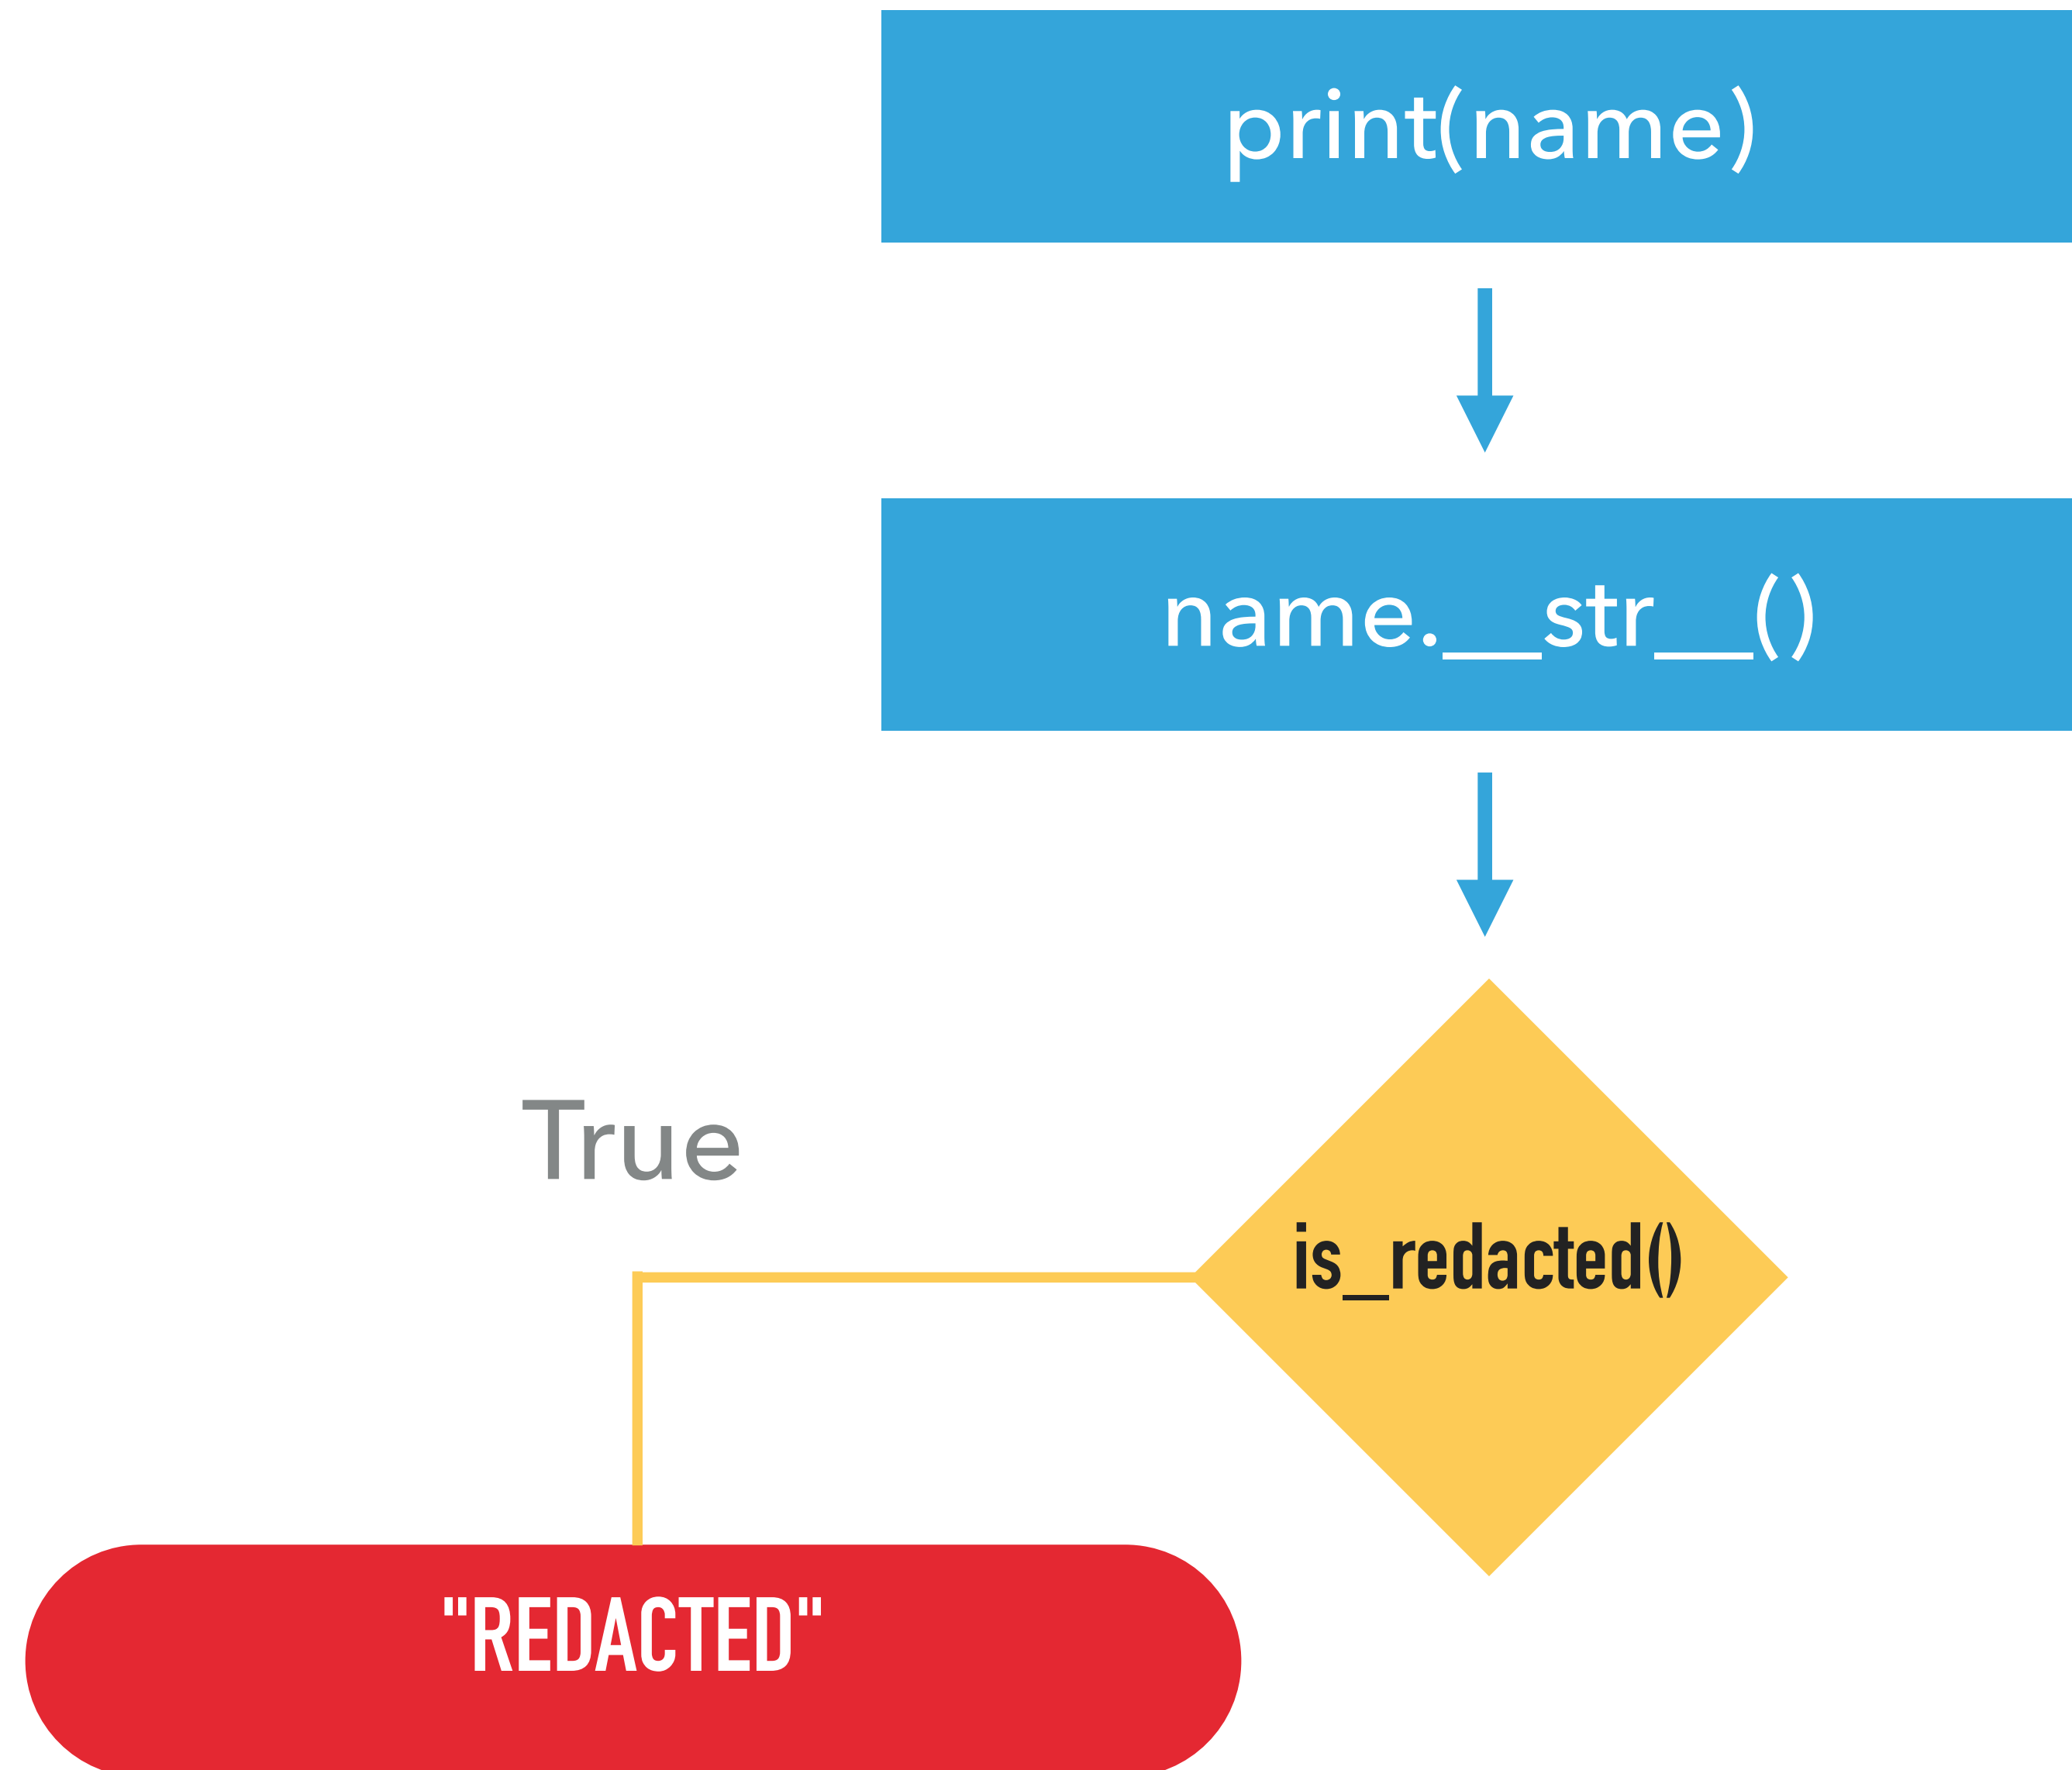 print(name)
name.__str__()
True
is_redacted()
"REDACTED"